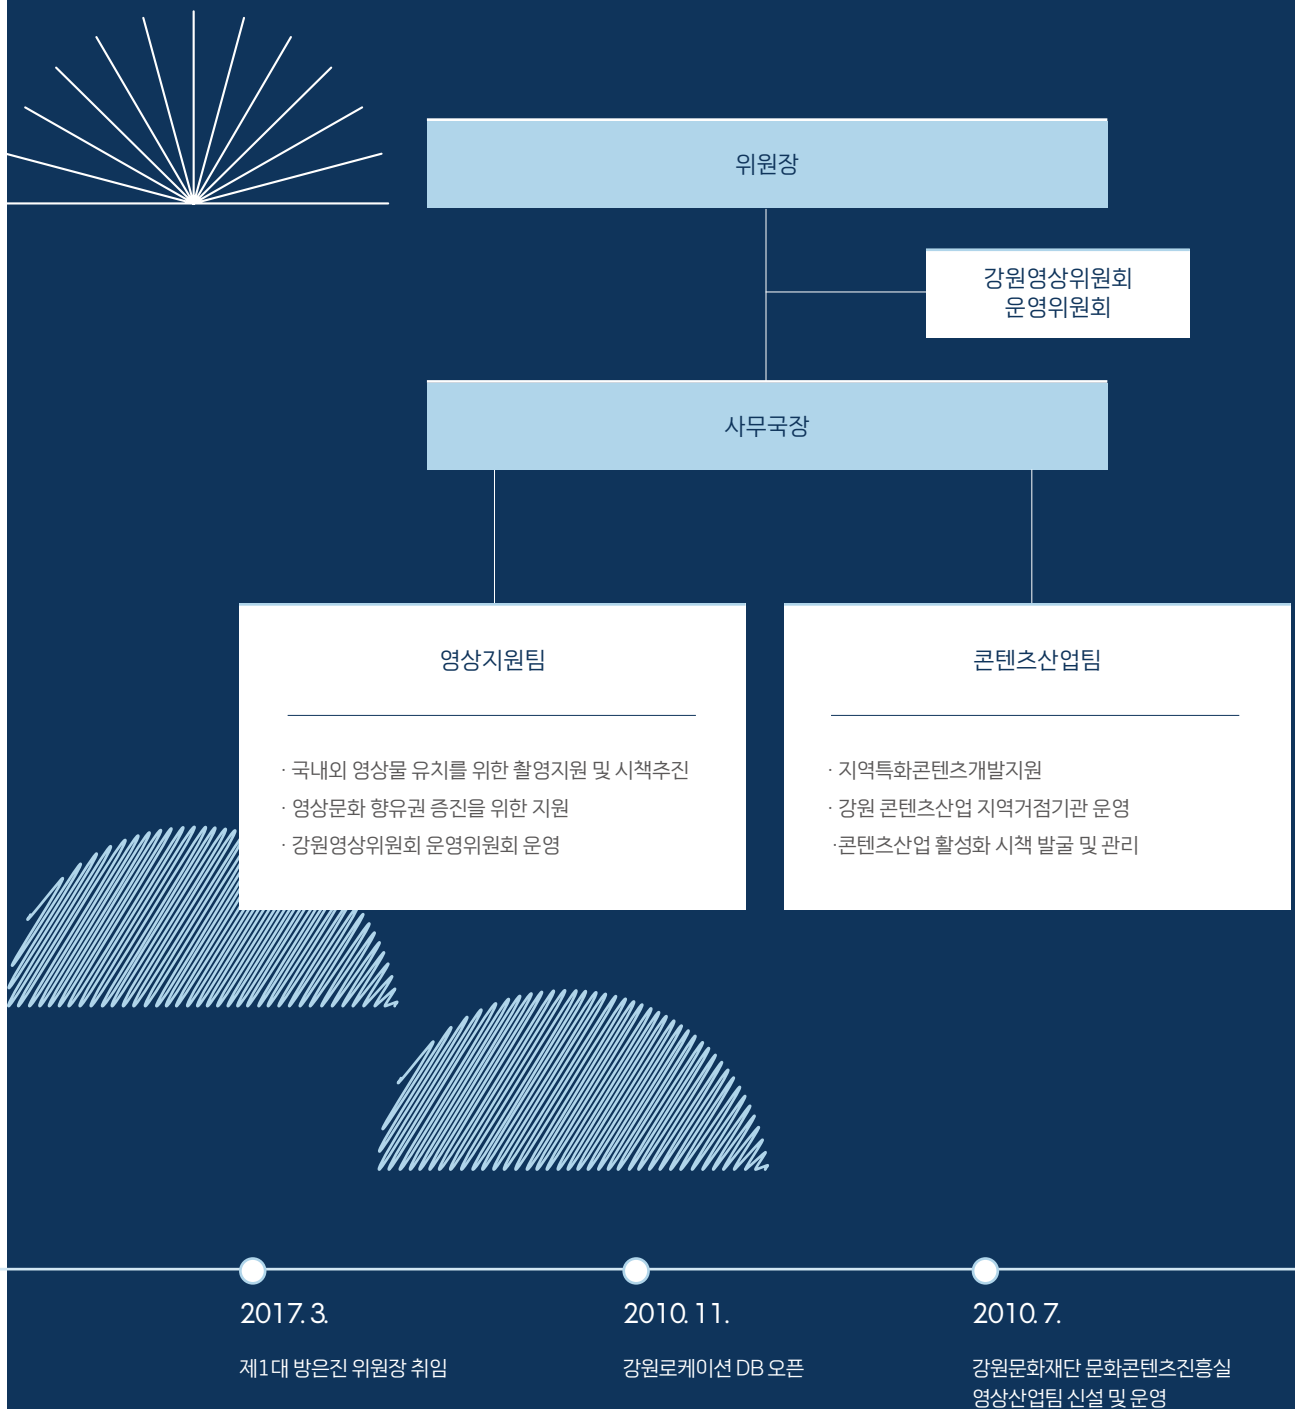 위원장
강원영상위원회
운영위원회
사무국장
영상지원팀
· 국내외 영상물 유치를 위한 촬영지원 및 시책추진
· 영상문화 향유권 증진을 위한 지원
· 강원영상위원회 운영위원회 운영
콘텐츠산업팀
· 지역특화콘텐츠개발지원
· 강원 콘텐츠산업 지역거점기관 운영
·콘텐츠산업 활성화 시책 발굴 및 관리
2017. 3.
제1대 방은진 위원장 취임
2010. 11.
강원로케이션 DB 오픈
2010. 7.
강원문화재단 문화콘텐츠진흥실
영상산업팀 신설 및 운영